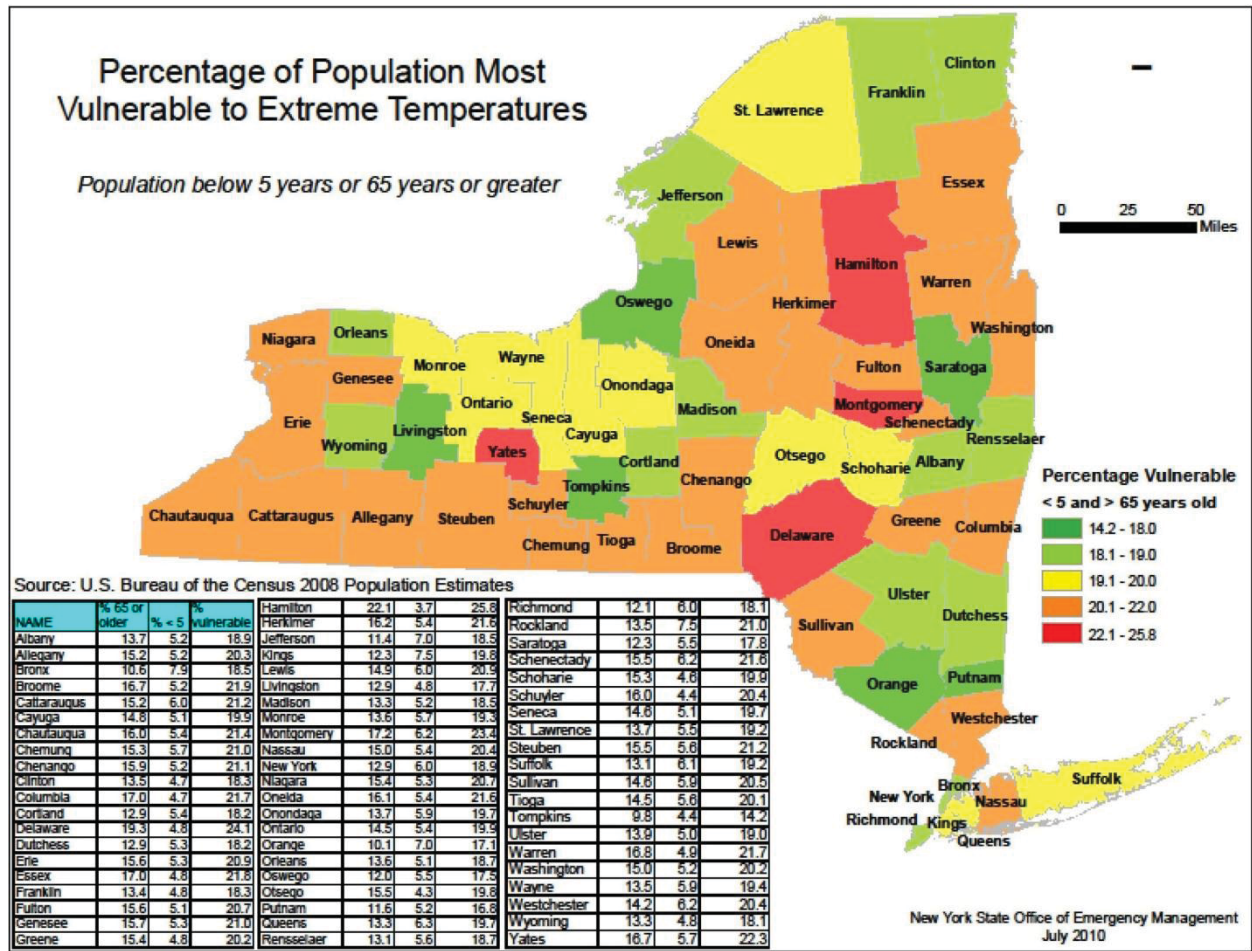 Percentage of Population Most
Vulnerable to Extreme Temperatures
Population below 5 years or 65 years or greater
Clinton
Franklin
St. Lawrence
Essex
Jefferson
0 25 50
Miles
Lewis
Hamilton
Warren
Herkimer
Oswego
Washington
Orleans
Niagara
Oneida
Wayne
Monroe
Fulton
Saratoga
Genesee
Onondaga
Ontario
Montgomery
Madison
Seneca
Schenectady
Erie
Livingston
Cayuga
Rensselaer
Wyoming
Yates
Otsego
Cortland
Schoharie
Albany
Tompkins
Chenango
Schuyler
Chautauqua
Cattaraugus
Allegany
Steuben
Greene
Columbia
Delaware
Tioga
Chemung
Broome
Ulster
Dutchess
Sullivan
Orange
Putnam
Westchester
Rockland
Suffolk
Bronx
Nassau
New York
Richmond
Kings
Queens
Percentage Vulnerable
< 5 and > 65 years old
14.2 - 18.0
18.1 - 19.0
19.1 - 20.0
20.1 - 22.0
22.1 - 25.8
Source: U.S. Bureau of the Census 2008 Population Estimates
NAME % 65 or older % < 5 % vulnerable
Albany 13.7 5.2 18.9
Allegany 15.2 5.2 20.3
Bronx 10.6 7.9 18.5
Broome 16.7 5.2 21.9
Cattaraugus 15.2 6.0 21.2
Cayuga 14.8 5.1 19.9
Chautauqua 16.0 5.4 21.4
Chemung 15.3 5.7 21.0
Chenango 15.9 5.2 21.1
Clinton 13.5 4.7 18.3
Columbia 17.0 4.7 21.7
Cortland 12.9 5.4 18.2
Delaware 19.3 4.8 24.1
Dutchess 12.9 5.3 18.2
Erie 15.6 5.3 20.9
Essex 17.0 4.8 21.8
Franklin 13.4 4.8 18.3
Fulton 15.6 5.1 20.7
Genesee 15.7 5.3 21.0
Greene 15.4 4.8 20.2
Hamilton 22.1 3.7 25.8
Herkimer 16.2 5.4 21.6
Jefferson 11.4 7.0 18.5
Kings 12.3 7.5 19.8
Lewis 14.9 6.0 20.9
Livingston 12.9 4.8 17.7
Madison 13.3 5.2 18.5
Monroe 13.6 5.7 19.3
Montgomery 17.2 6.2 23.4
Nassau 15.0 5.4 20.4
New York 12.9 6.0 18.9
Niagara 15.4 5.3 20.7
Oneida 16.1 5.4 21.6
Onondaga 13.7 5.9 19.7
Ontario 14.5 5.4 19.9
Orange 10.1 7.0 17.1
Orleans 13.6 5.1 18.7
Oswego 12.0 5.5 17.5
Otsego 15.5 4.3 19.8
Putnam 11.6 5.2 16.8
Queens 13.3 6.3 19.7
Rensselaer 13.1 5.6 18.7
Richmond 12.1 6.0 18.1
Rockland 13.5 7.5 21.0
Saratoga 12.3 5.5 17.8
Schenectady 15.5 6.2 21.6
Schoharie 15.3 4.6 19.9
Schuyler 16.0 4.4 20.4
Seneca 14.6 5.1 19.7
St. Lawrence 13.7 5.5 19.2
Steuben 15.5 5.6 21.2
Suffolk 13.1 6.1 19.2
Sullivan 14.6 5.9 20.5
Tioga 14.5 5.6 20.1
Tompkins 9.8 4.4 14.2
Ulster 13.9 5.0 19.0
Warren 16.8 4.9 21.7
Washington 15.0 5.2 20.2
Wayne 13.5 5.9 19.4
Westchester 14.2 6.2 20.4
Wyoming 13.3 4.8 18.1
Yates 16.7 5.7 22.3
New York State Office of Emergency Management
July 2010